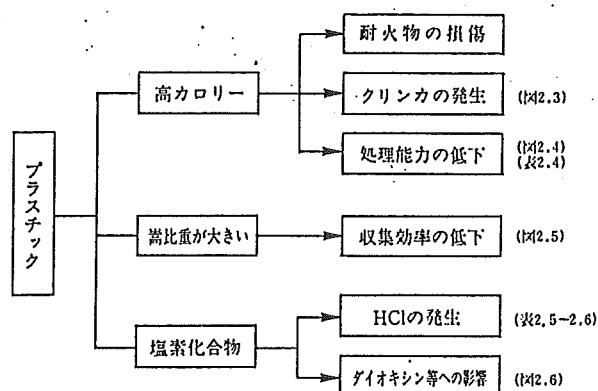 耐火物の損傷
高カロリー
クリンカの発生
(図2.3)
処理能力の低下
(図2.4)
(表2.4)
プラスチック
嵩比重が大きい
収集効率の低下
(図2.5)
HClの発生
(表2.5-2.6)
塩素化合物
ダイオキシン等への影響
(図2.6)